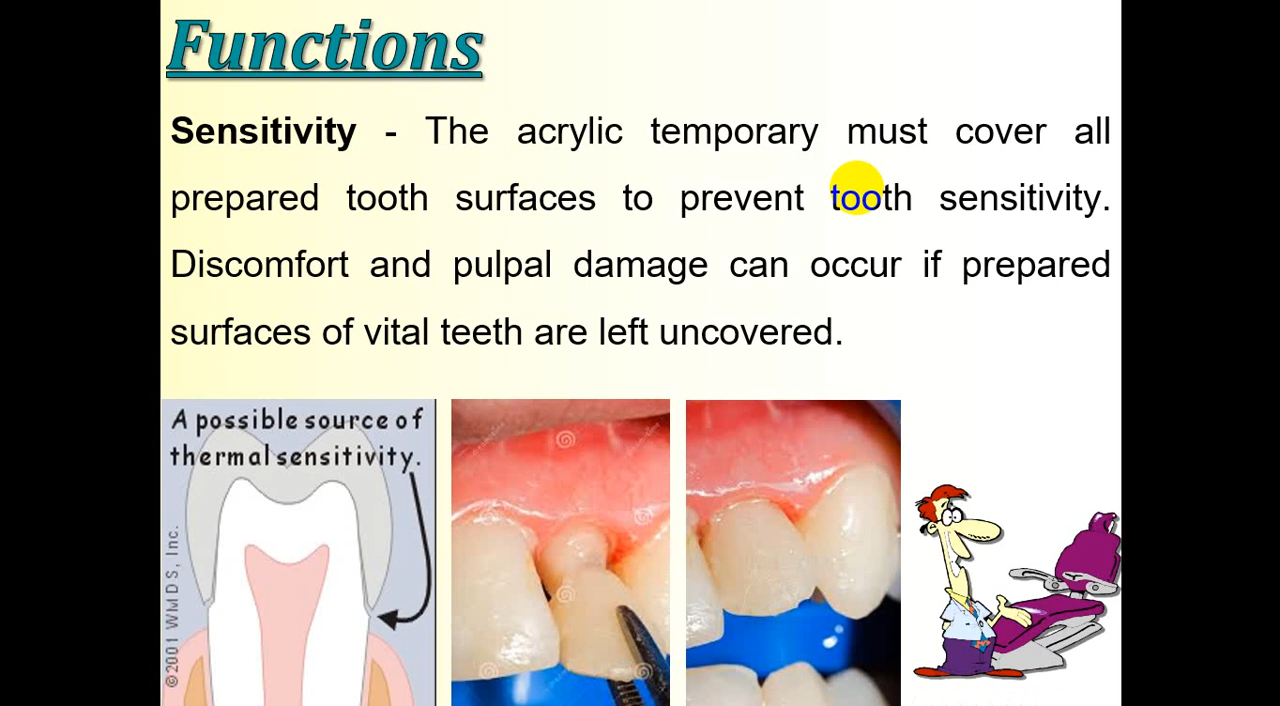 Functions
Sensitivity - The acrylic temporary must cover all
prepared tooth surfaces to prevent tooth sensitivity.
Discomfort and pulpal damage can occur if prepared
surfaces of vital teeth are left uncovered.
A possible source of
thermal sensitivity.
©2001 WMDS, Inc.